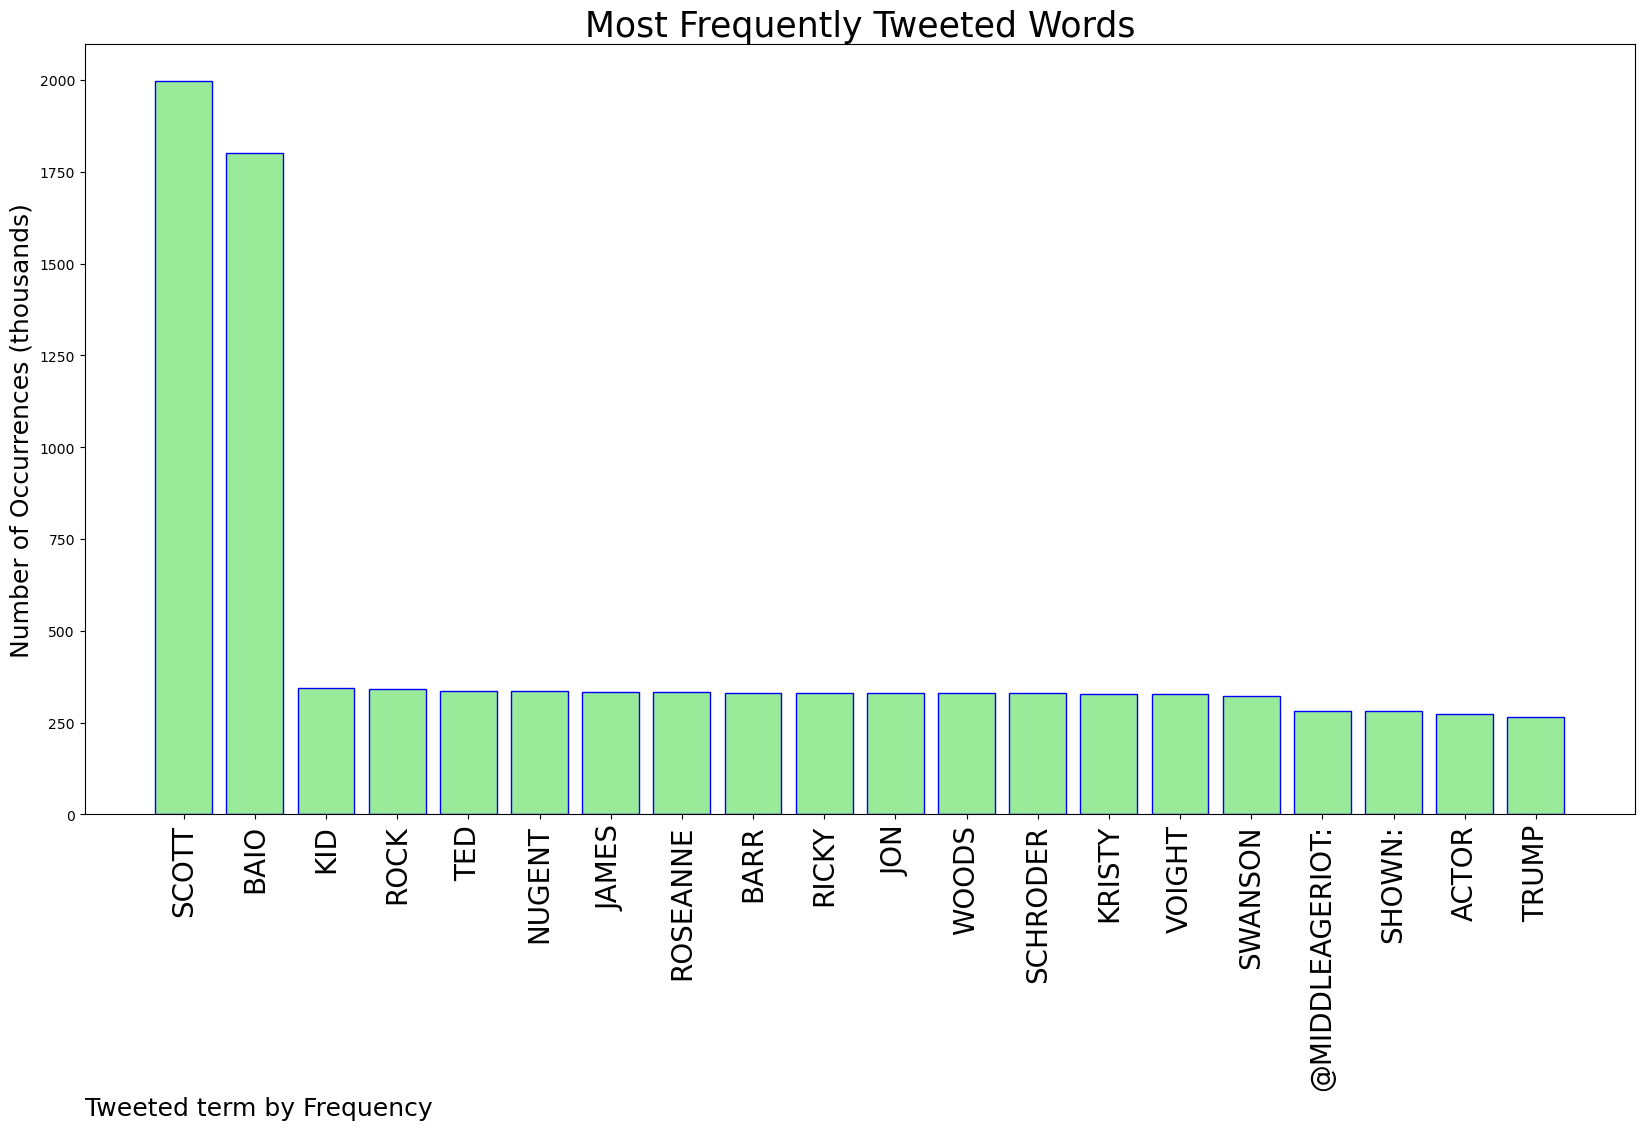 Most Frequently Tweeted Words
Number of Occurrences (thousands)
2000
1750
1500
1250
1000
750
500
250
0
SCOTT
BAIO
KID
ROCK
TED
NUGENT
JAMES
ROSEANNE
BARR
RICKY
JON
WOODS
SCHRODER
KRISTY
VOIGHT
SWANSON
@MIDDLEAGERIOT:
SHOWN:
ACTOR
TRUMP
Tweeted term by Frequency